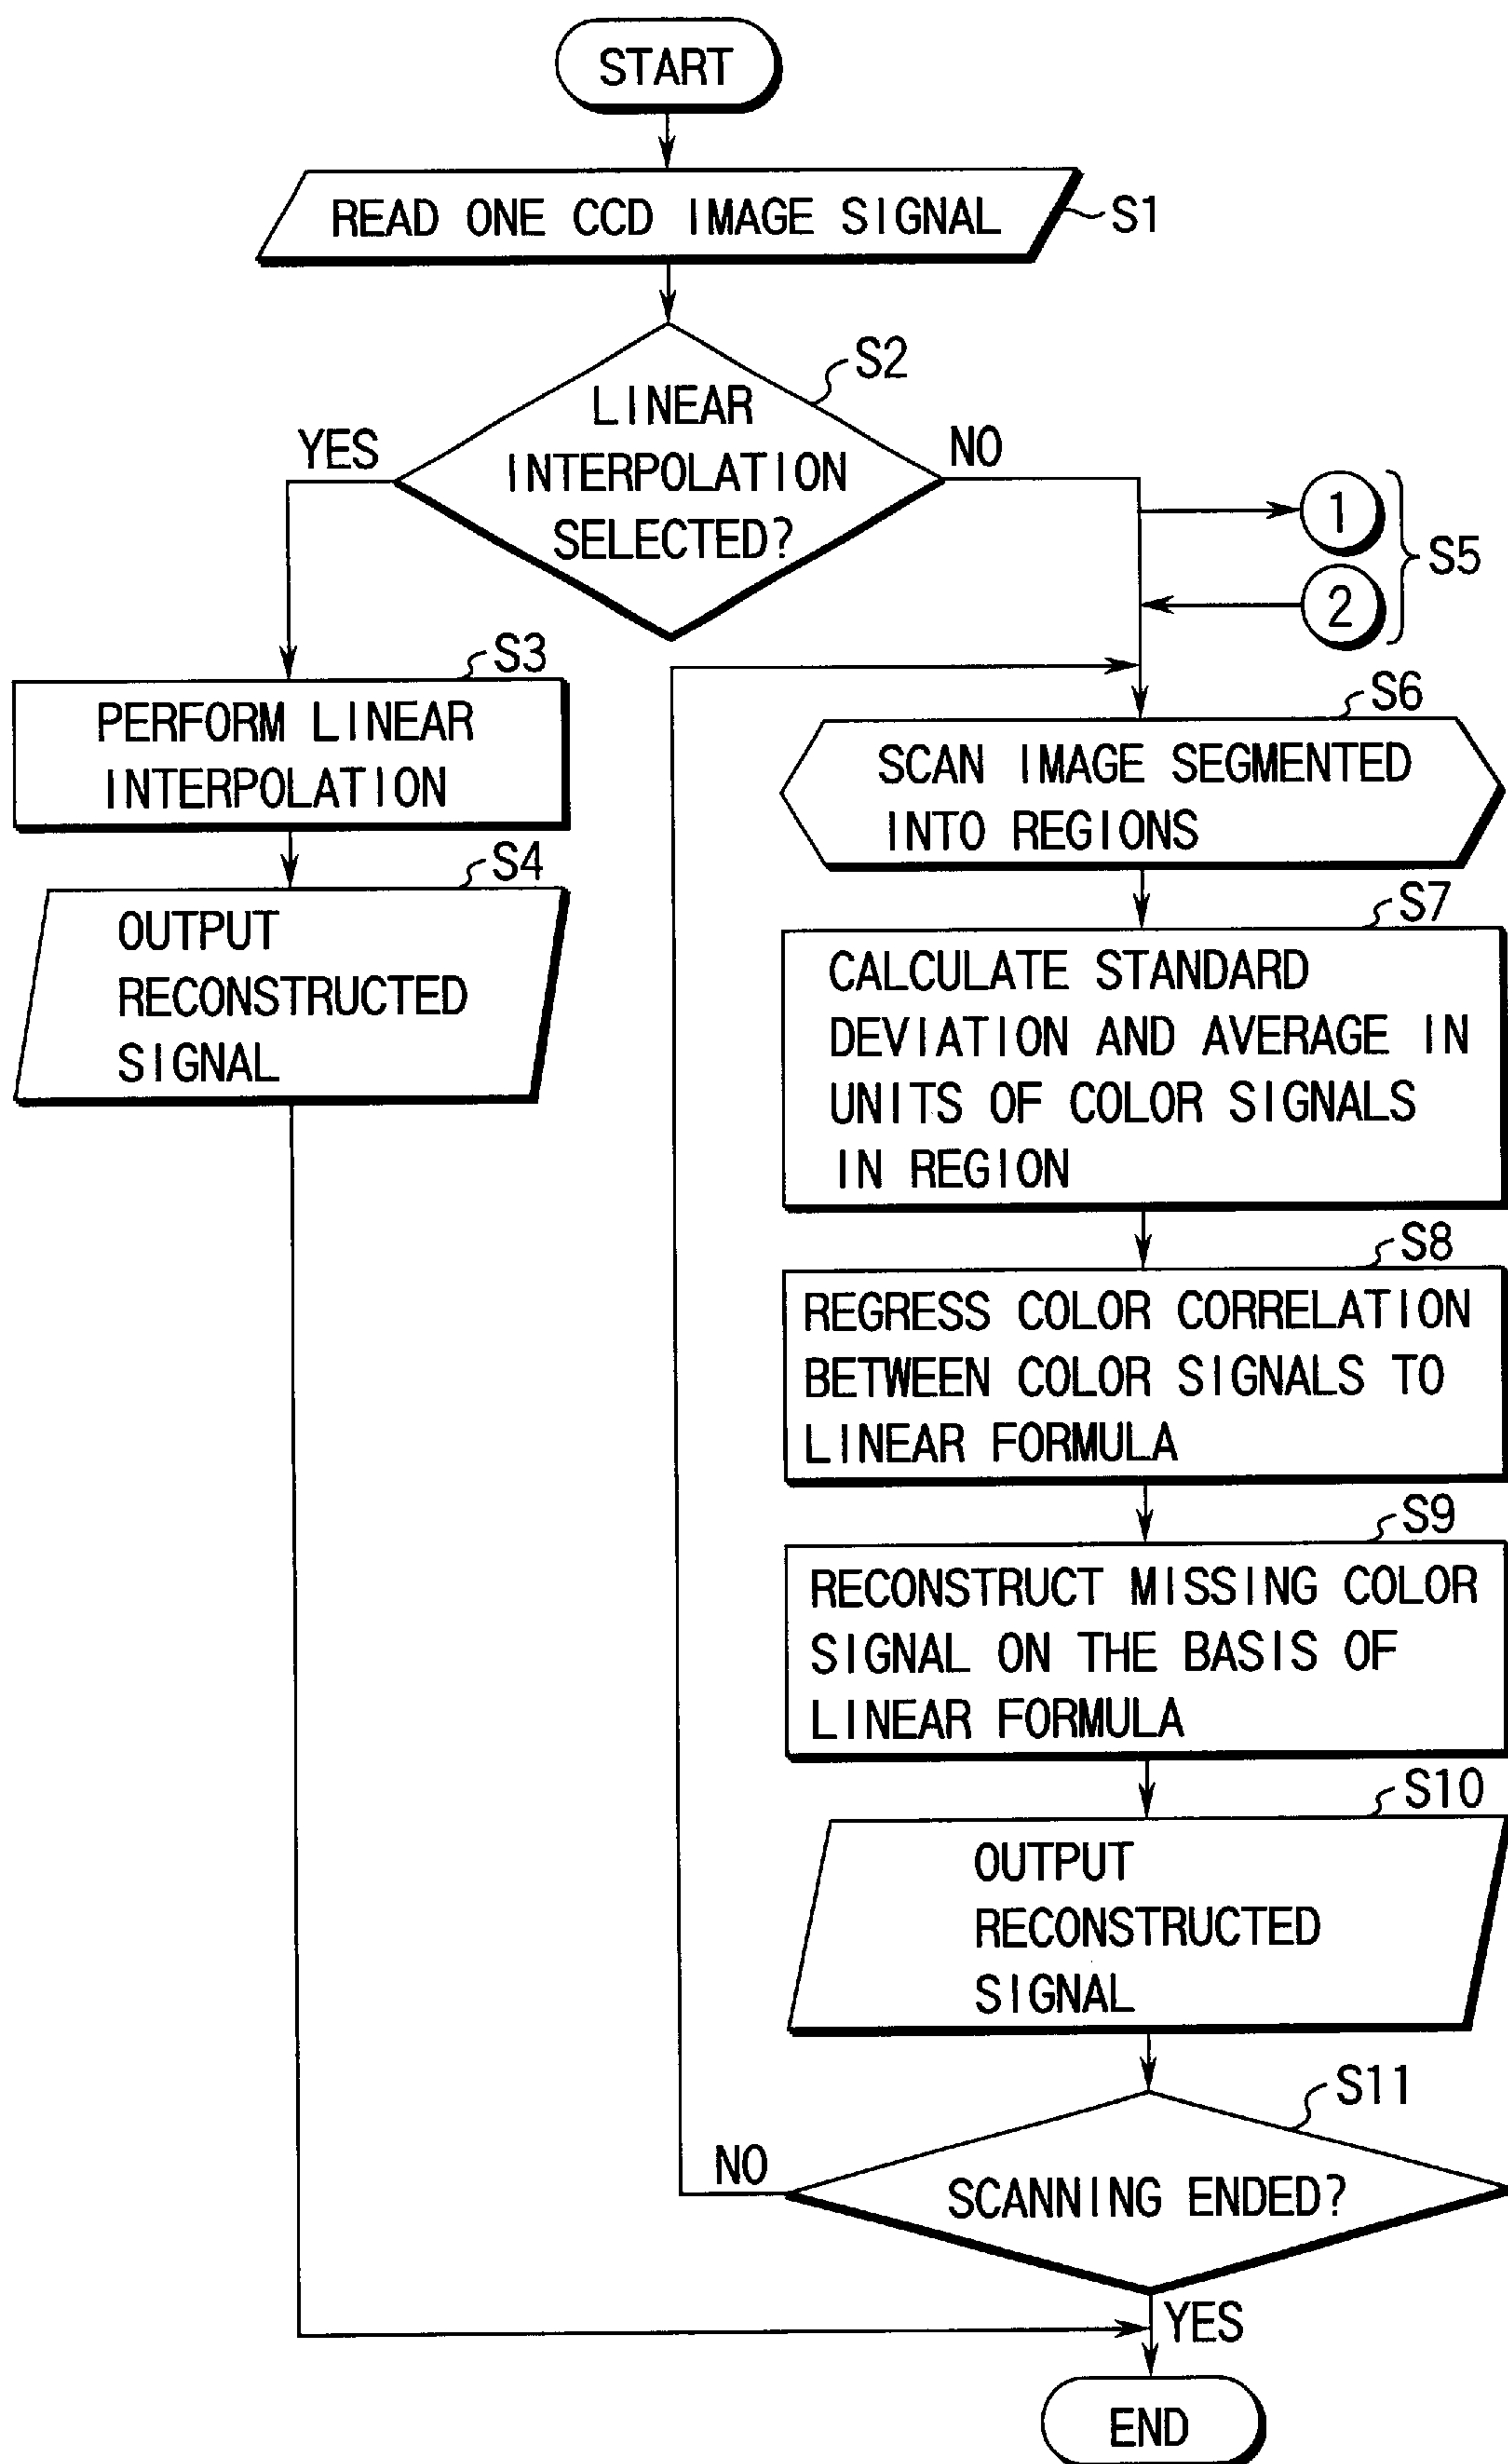 START
READ ONE CCD IMAGE SIGNAL
S1
S2
LINEAR
INTERPOLATION
SELECTED?
YES
NO
1
2
S5
S3
PERFORM LINEAR
INTERPOLATION
S4
OUTPUT
RECONSTRUCTED
SIGNAL
S6
SCAN IMAGE SEGMENTED
INTO REGIONS
S7
CALCULATE STANDARD
DEVIATION AND AVERAGE IN
UNITS OF COLOR SIGNALS
IN REGION
S8
REGRESS COLOR CORRELATION
BETWEEN COLOR SIGNALS TO
LINEAR FORMULA
S9
RECONSTRUCT MISSING COLOR
SIGNAL ON THE BASIS OF
LINEAR FORMULA
S10
OUTPUT
RECONSTRUCTED
SIGNAL
S11
NO
SCANNING ENDED?
YES
END